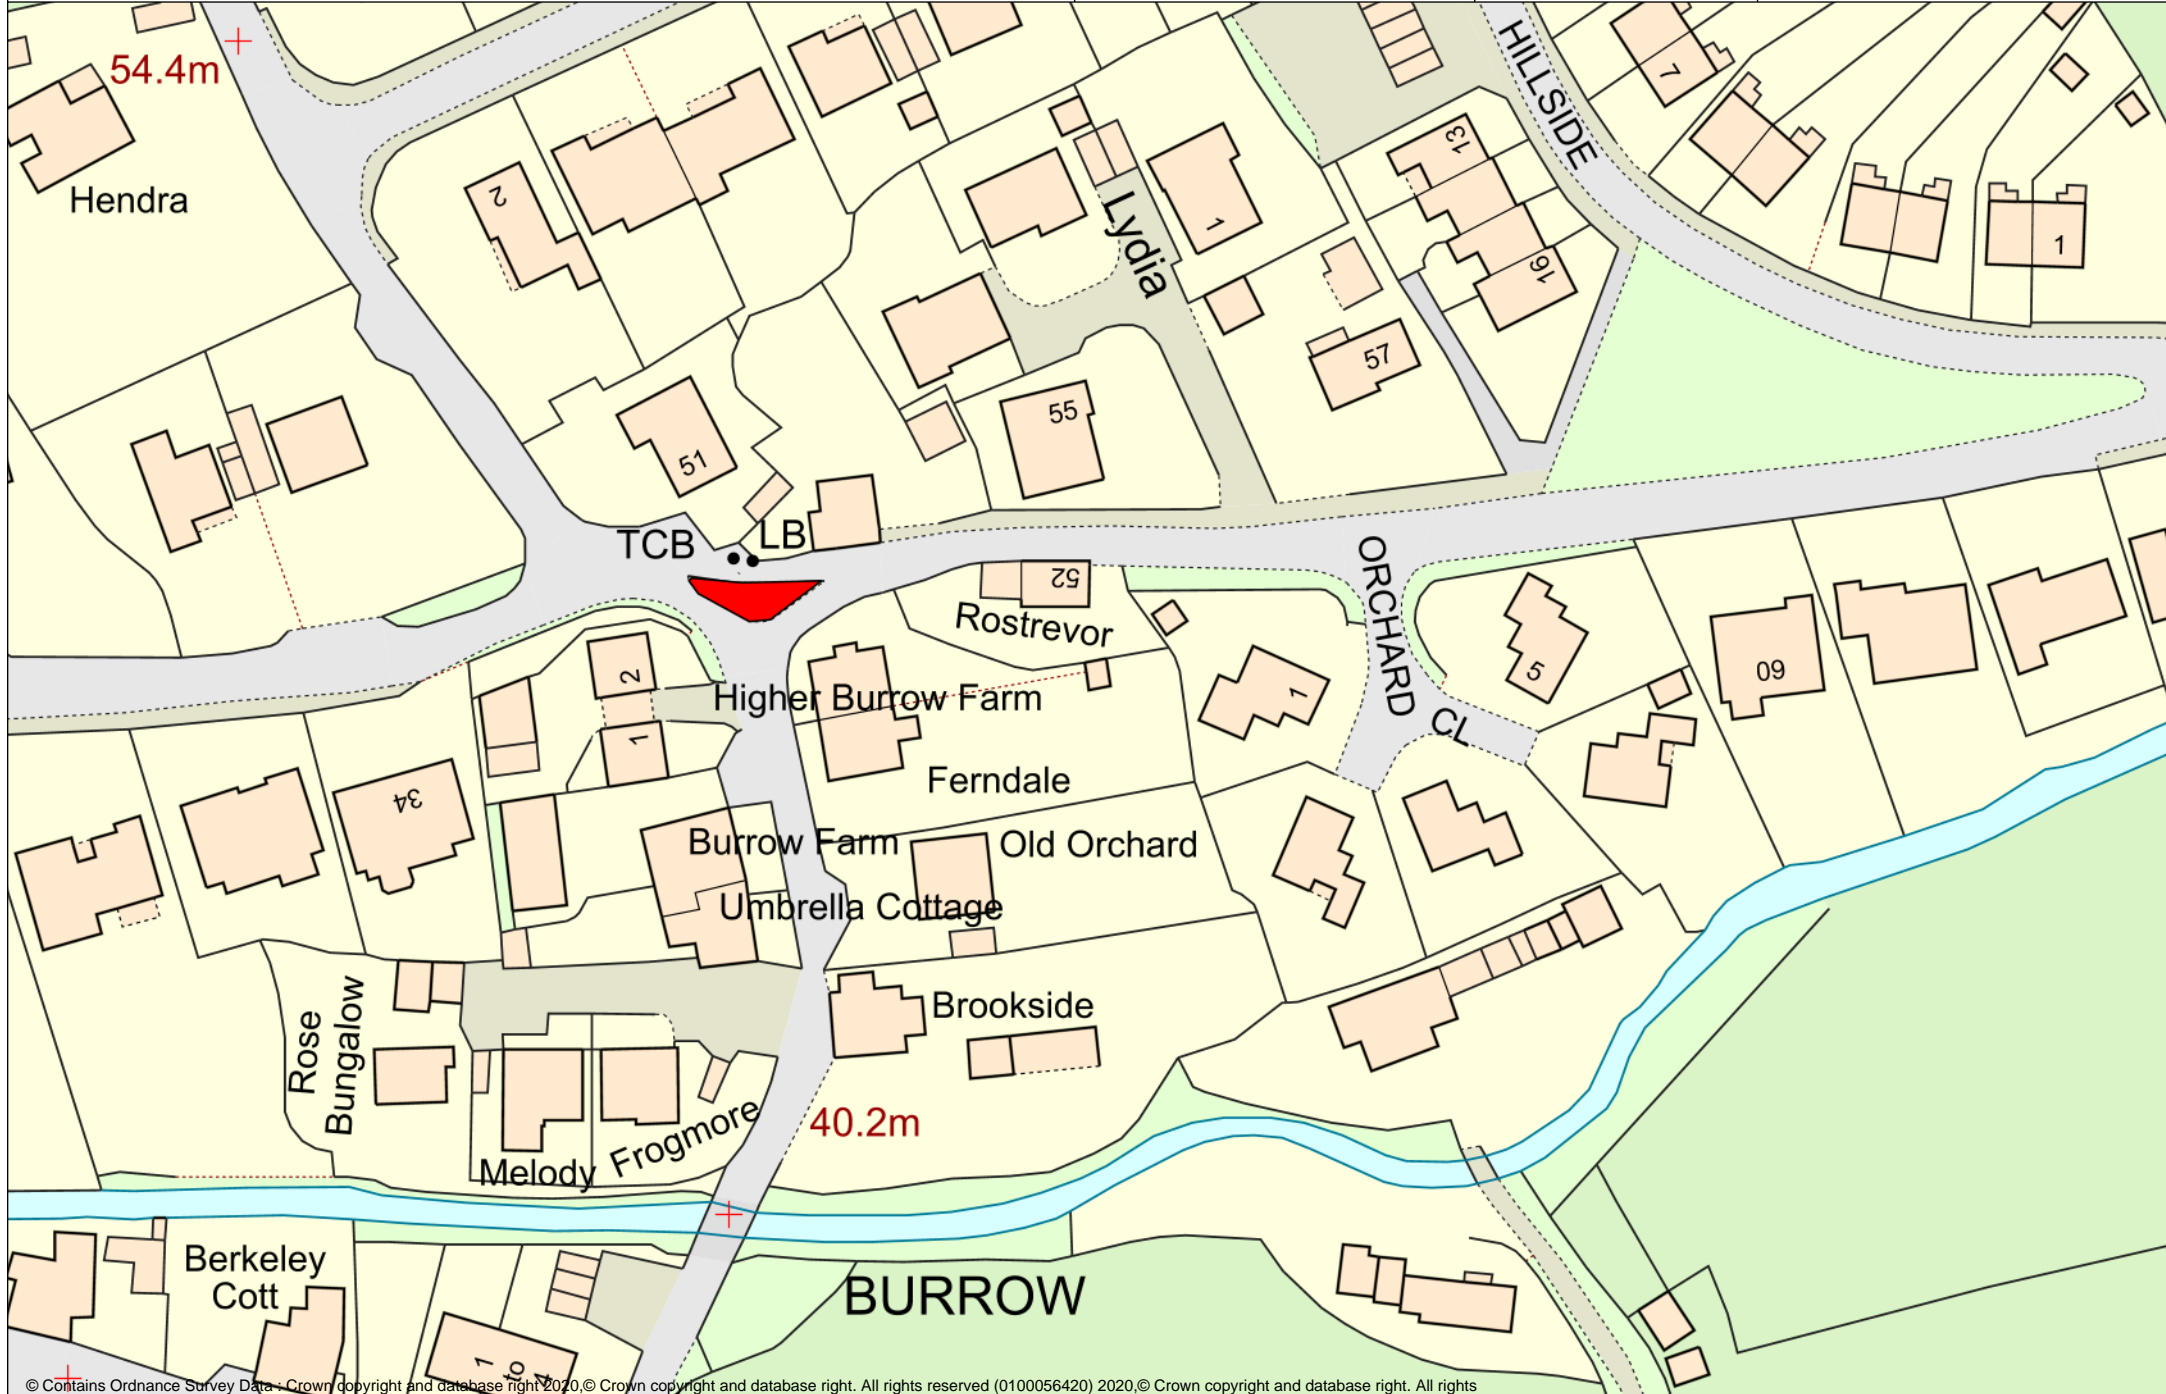 54.4m
HILLSIDE
7
13
Hendra
2
Lydia
1
1
16
57
55
51
TCB
LB
ORCHARD
52
Rostrevor
2
Higher Burrow Farm
1
5
60
CL
1
Ferndale
34
Burrow Farm
Old Orchard
Umbrella Cottage
Rose
Bungalow
Brookside
40.2m
Frogmore
Melody
Berkeley
Cott
BURROW
1
to
4
© Contains Ordnance Survey Data : Crown copyright and database right 2020,© Crown copyright and database right. All rights reserved (0100056420) 2020,© Crown copyright and database right. All rights